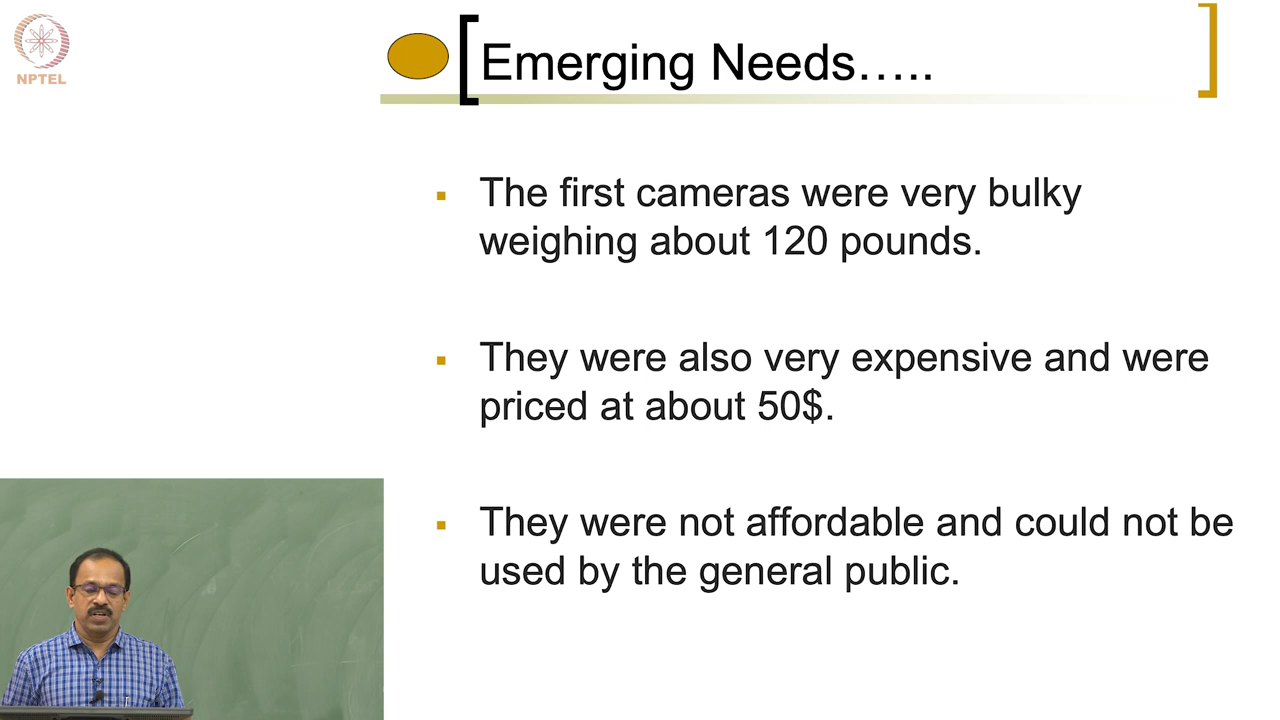 NPTEL
Emerging Needs.....
The first cameras were very bulky
weighing about 120 pounds.
They were also very expensive and were
priced at about 50$.
They were not affordable and could not be
used by the general public.